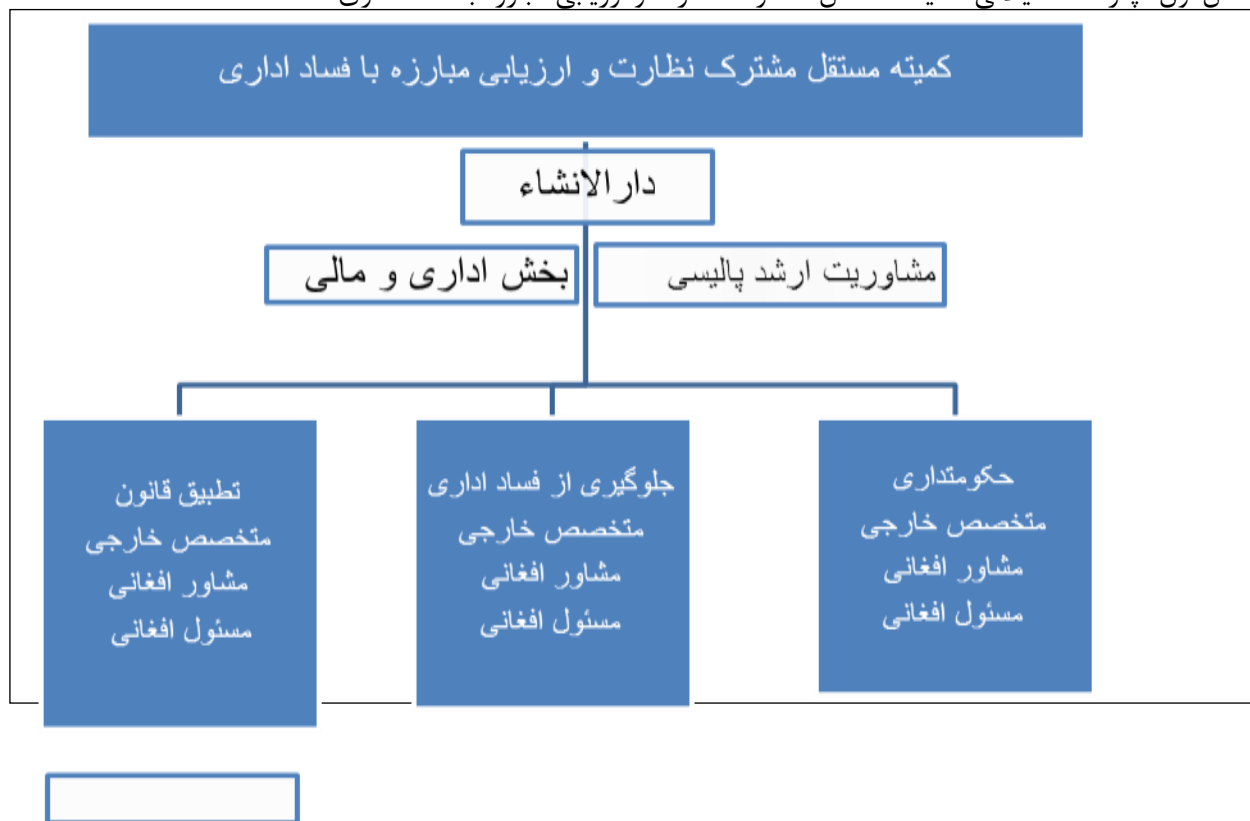 کمیته مستقل مشترک نظارت و ارزیابی مبارزه با فساد اداری
دارالانشاء
مشاوریت ارشد پالیسی
بخش اداری و مالی
حکومتداری
متخصص خارجی
مشاور افغانی
مسئول افغانی
جلوگیری از فساد اداری
متخصص خارجی
مشاور افغانی
مسئول افغانی
تطبیق قانون
متخصص خارجی
مشاور افغانی
مسئول افغانی